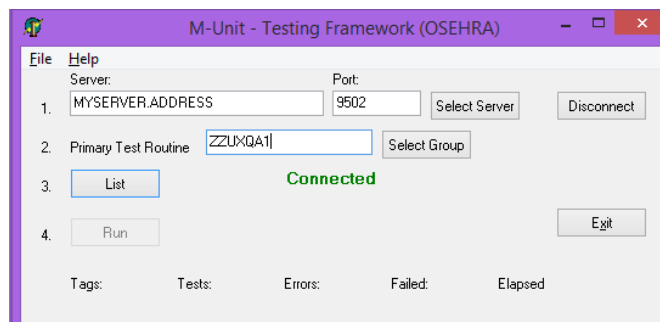 M-Unit - Testing Framework (OSEHRA)
File Help
Server: Port:
1. MYSERVER.ADDRESS 9502 Select Server Disconnect
2. Primary Test Routine ZZUXQA1 Select Group
3. List Connected
Exit
4. Run
Tags: Tests: Errors: Failed: Elapsed